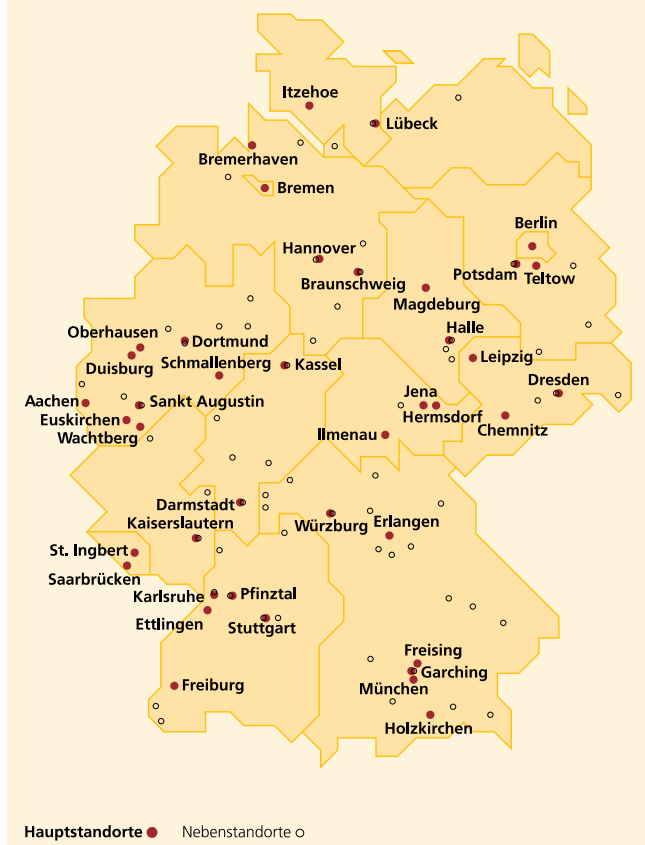 Itzehoe
Lübeck
Bremerhaven
Bremen
Berlin
Hannover
Potsdam
Teltow
Braunschweig
Magdeburg
Oberhausen
Dortmund
Halle
Duisburg
Schmallenberg
Kassel
Leipzig
Dresden
Aachen
Sankt Augustin
Jena
Euskirchen
Hermsdorf
Wachtberg
Ilmenau
Chemnitz
Darmstadt
Kaiserslautern
Würzburg
Erlangen
St. Ingbert
Saarbrücken
Karlsruhe
Pfinztal
Ettlingen
Stuttgart
Freising
Garching
Freiburg
München
Holzkirchen
Hauptstandorte
Nebenstandorte